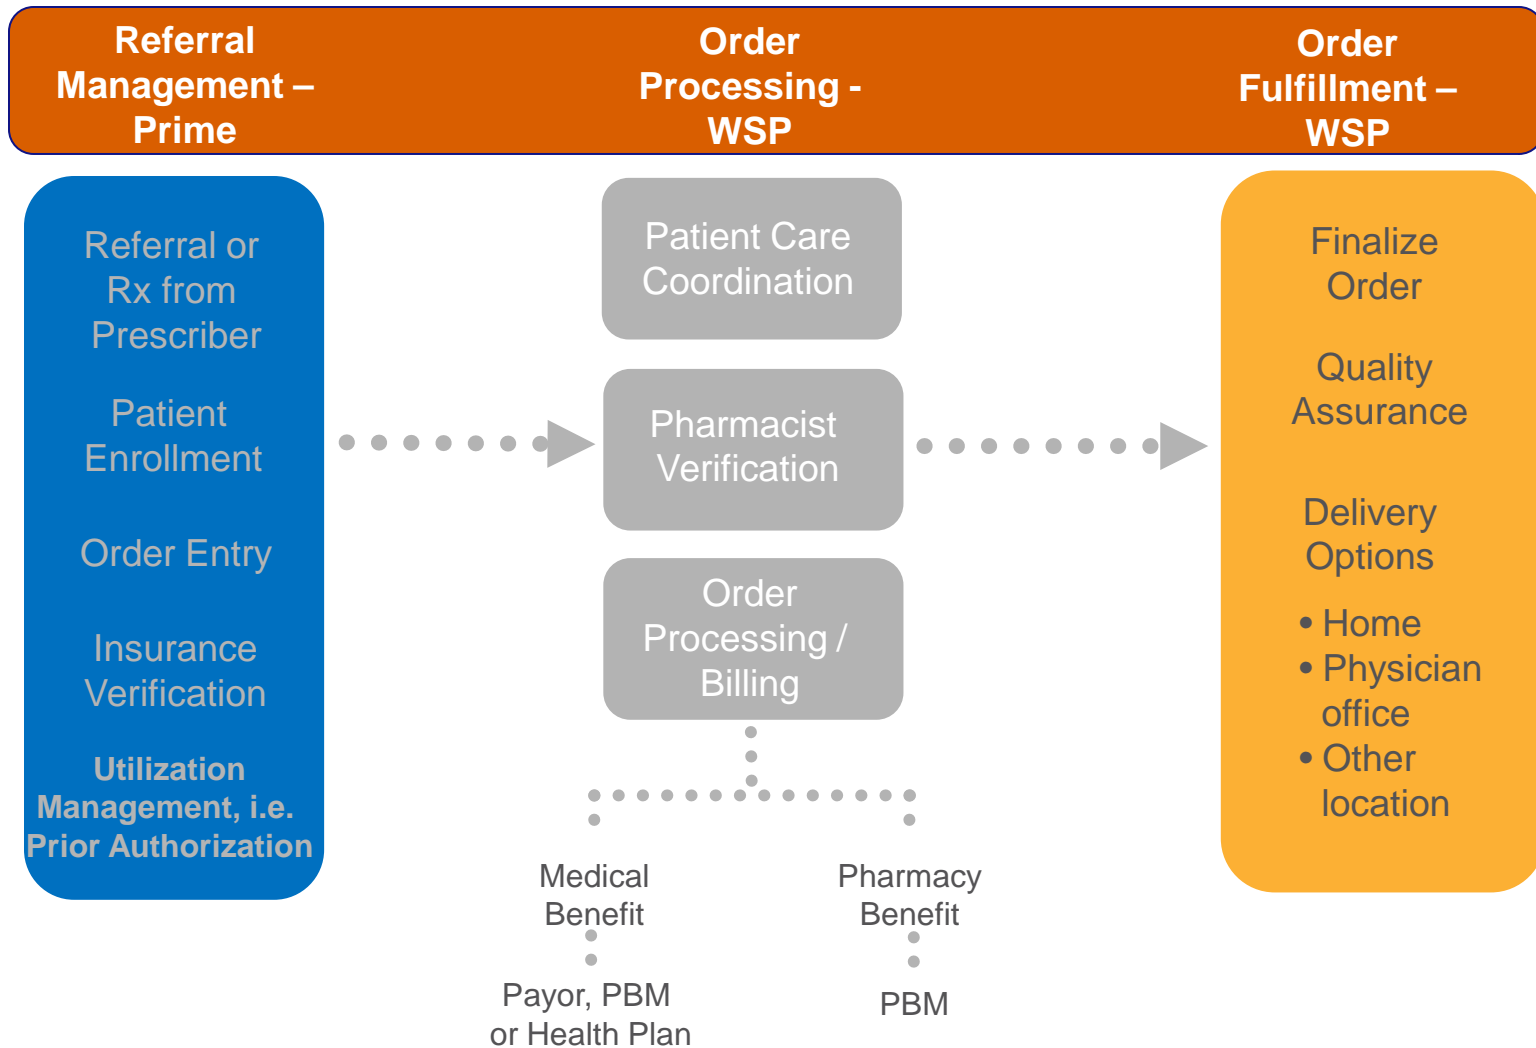 Referral
Management –
Prime
Order
Processing -
WSP
Order
Fulfillment –
WSP
Referral or
Rx from
Prescriber
Patient
Enrollment
Order Entry
Insurance
Verification
Utilization
Management, i.e.
Prior Authorization
Patient Care
Coordination
Pharmacist
Verification
Order
Processing /
Billing
Medical
Benefit
Payor, PBM
or Health Plan
Pharmacy
Benefit
PBM
Finalize
Order
Quality
Assurance
Delivery
Options
• Home
• Physician
office
• Other
location